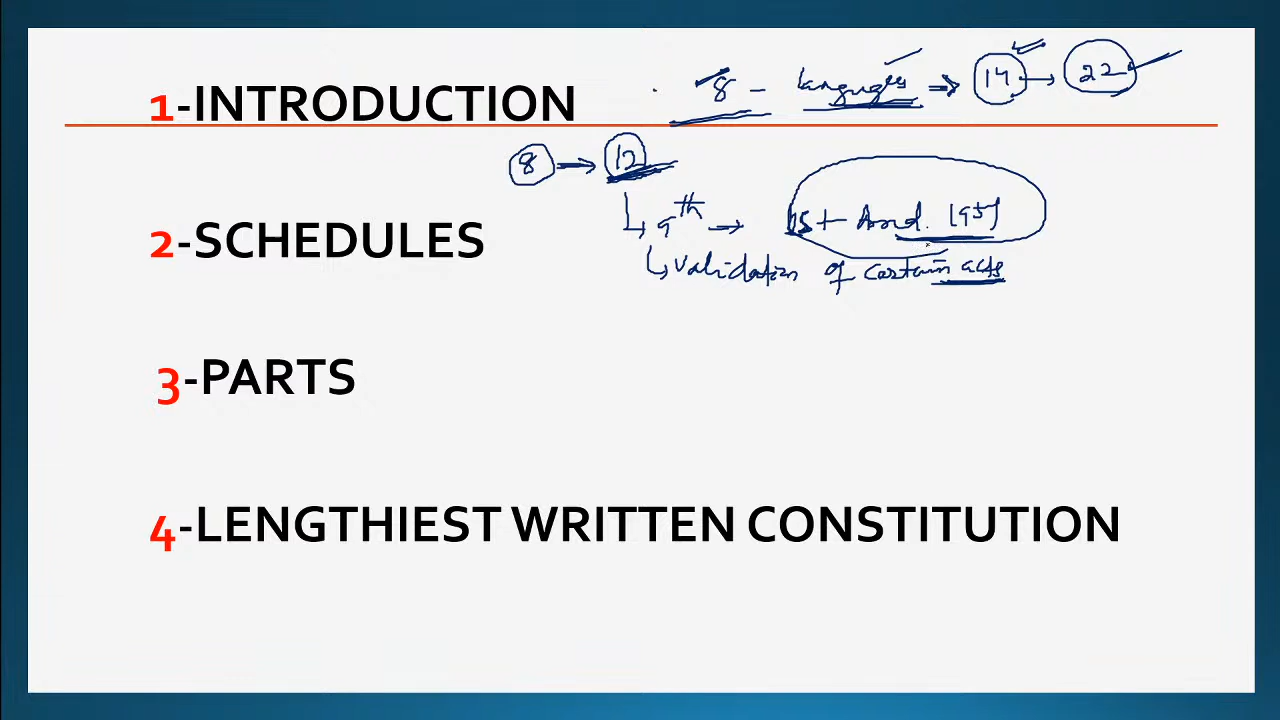 1-INTRODUCTION
8 - languages ⇒ 14 → 22
8 → 12
9th → 1st Amd. 1951
validation of certain acts
2-SCHEDULES
3-PARTS
4-LENGTHIEST WRITTEN CONSTITUTION